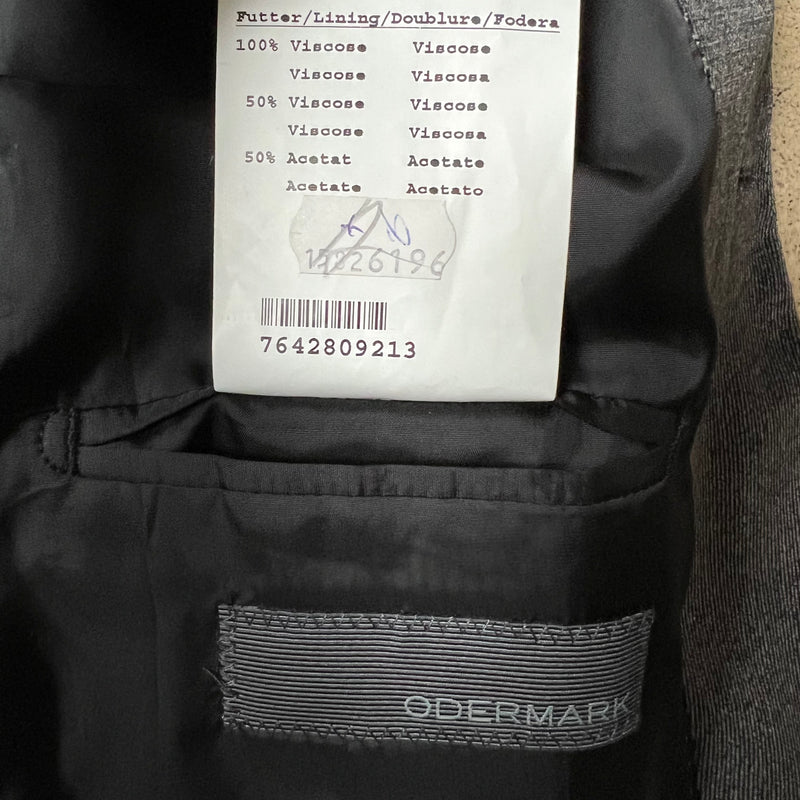 Futter/Lining/Doublure/Fodera
100% Viscose Viscose
Viscose Viscosa
50% Viscose Viscose
Viscose Viscosa
50% Acetat Acetate
Acetate Acetato
7642809213
ODERMARK